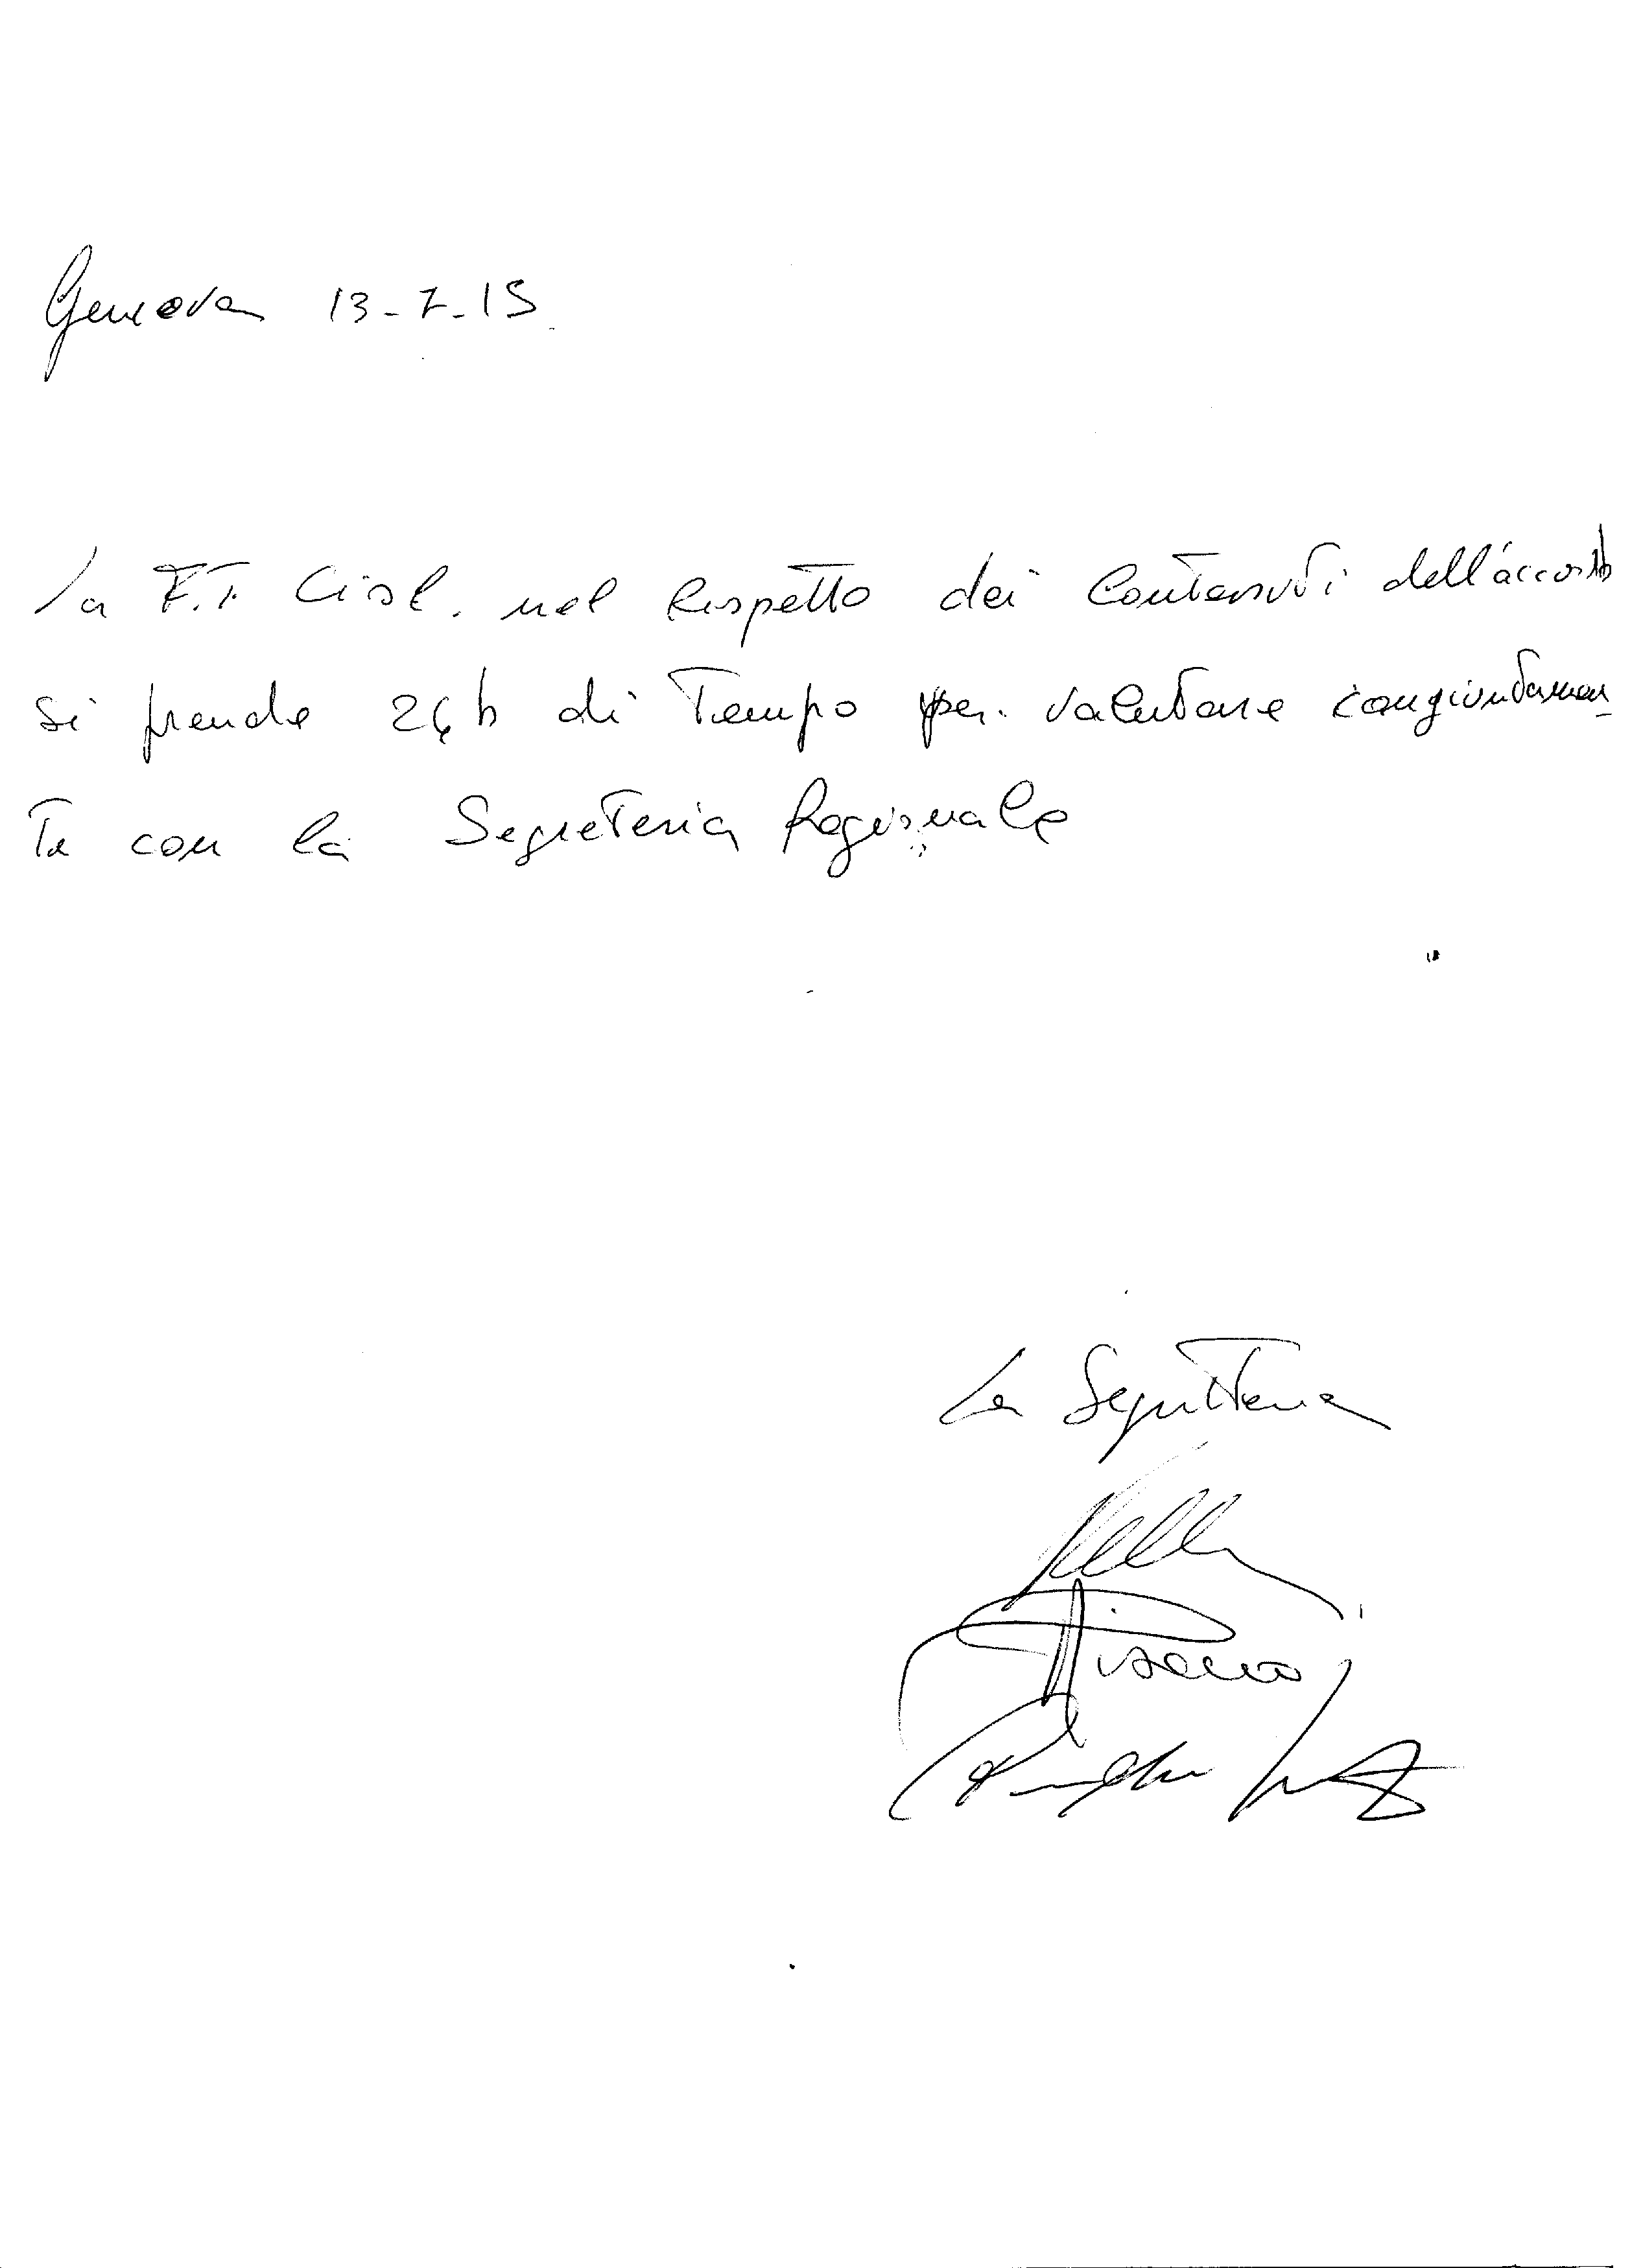 Genova 13-7-15
La F.T. Cisl. nel Rispetto dei Contenuti dell'accordo
si prende 24h di Tempo per valutare congiuntamen_
Te con la Segreteria Regionale
La Segreteria